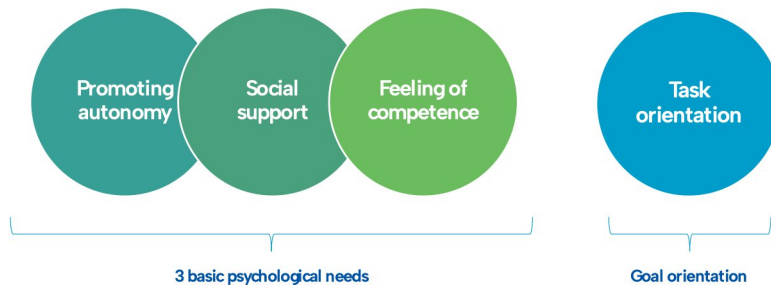 Promoting
autonomy
Social
support
Feeling of
competence
Task
orientation
3 basic psychological needs
Goal orientation